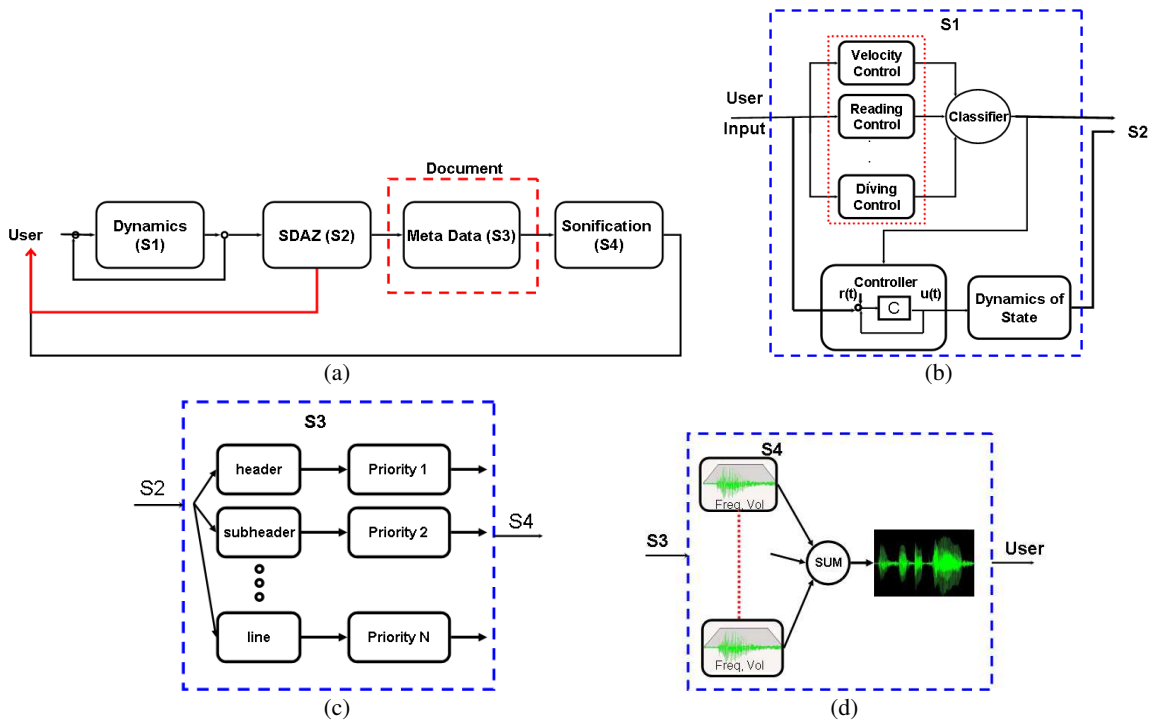 Document
User
Dynamics
(S1)
SDAZ (S2)
Meta Data (S3)
Sonification
(S4)
(a)
S1
User
Input
Velocity
Control
Reading
Control
Diving
Control
Classifier
S2
Controller
r(t)
u(t)
C
Dynamics of
State
(b)
S3
S2
header
Priority 1
subheader
Priority 2
S4
line
Priority N
(c)
S4
Freq, Vol
S3
SUM
User
Freq, Vol
(d)